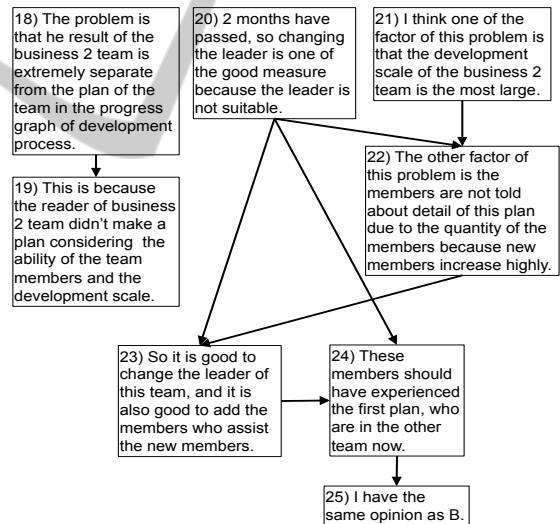 18) The problem is
that he result of the
business 2 team is
extremely separate
from the plan of the
team in the progress
graph of development
process.
20) 2 months have
passed, so changing
the leader is one of
the good measure
because the leader is
not suitable.
21) I think one of the
factor of this problem is
that the development
scale of the business 2
team is the most large.
19) This is because
the reader of business
2 team didn't make a
plan considering the
ability of the team
members and the
development scale.
22) The other factor of
this problem is the
members are not told
about detail of this plan
due to the quantity of the
members because new
members increase highly.
23) So it is good to
change the leader of
this team, and it is
also good to add the
members who assist
the new members.
24) These
members should
have experienced
the first plan, who
are in the other
team now.
25) I have the
same opinion as B.